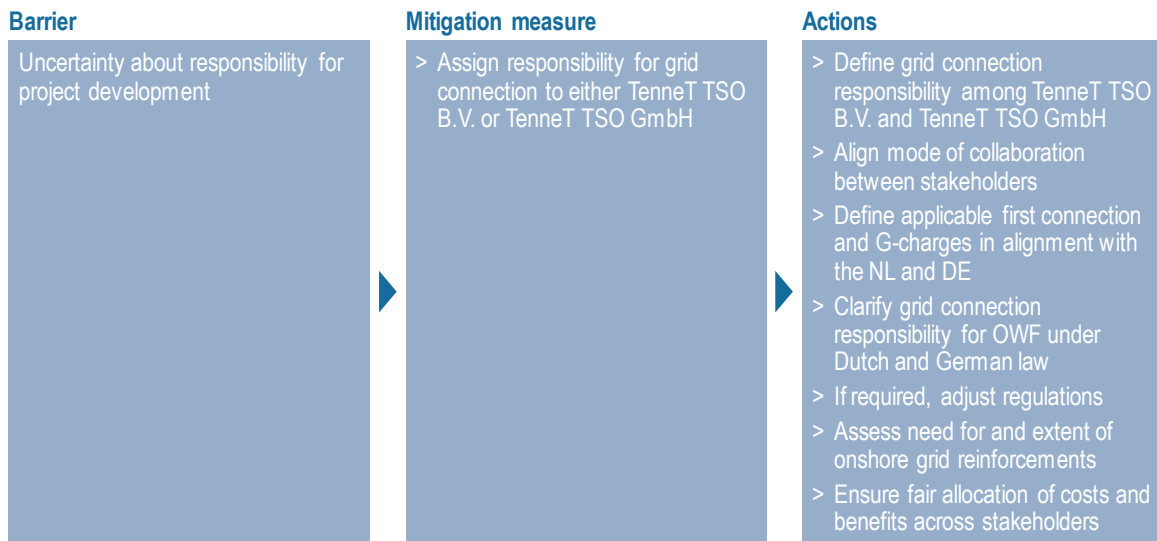 Barrier
Uncertainty about responsibility for
project development
Mitigation measure
> Assign responsibility for grid
connection to either TenneT TSO
B.V. or TenneT TSO GmbH
Actions
> Define grid connection
responsibility among TenneT TSO
B.V. and TenneT TSO GmbH
> Align mode of collaboration
between stakeholders
> Define applicable first connection
and G-charges in alignment with
the NL and DE
> Clarify grid connection
responsibility for OWF under
Dutch and German law
> If required, adjust regulations
> Assess need for and extent of
onshore grid reinforcements
> Ensure fair allocation of costs and
benefits across stakeholders